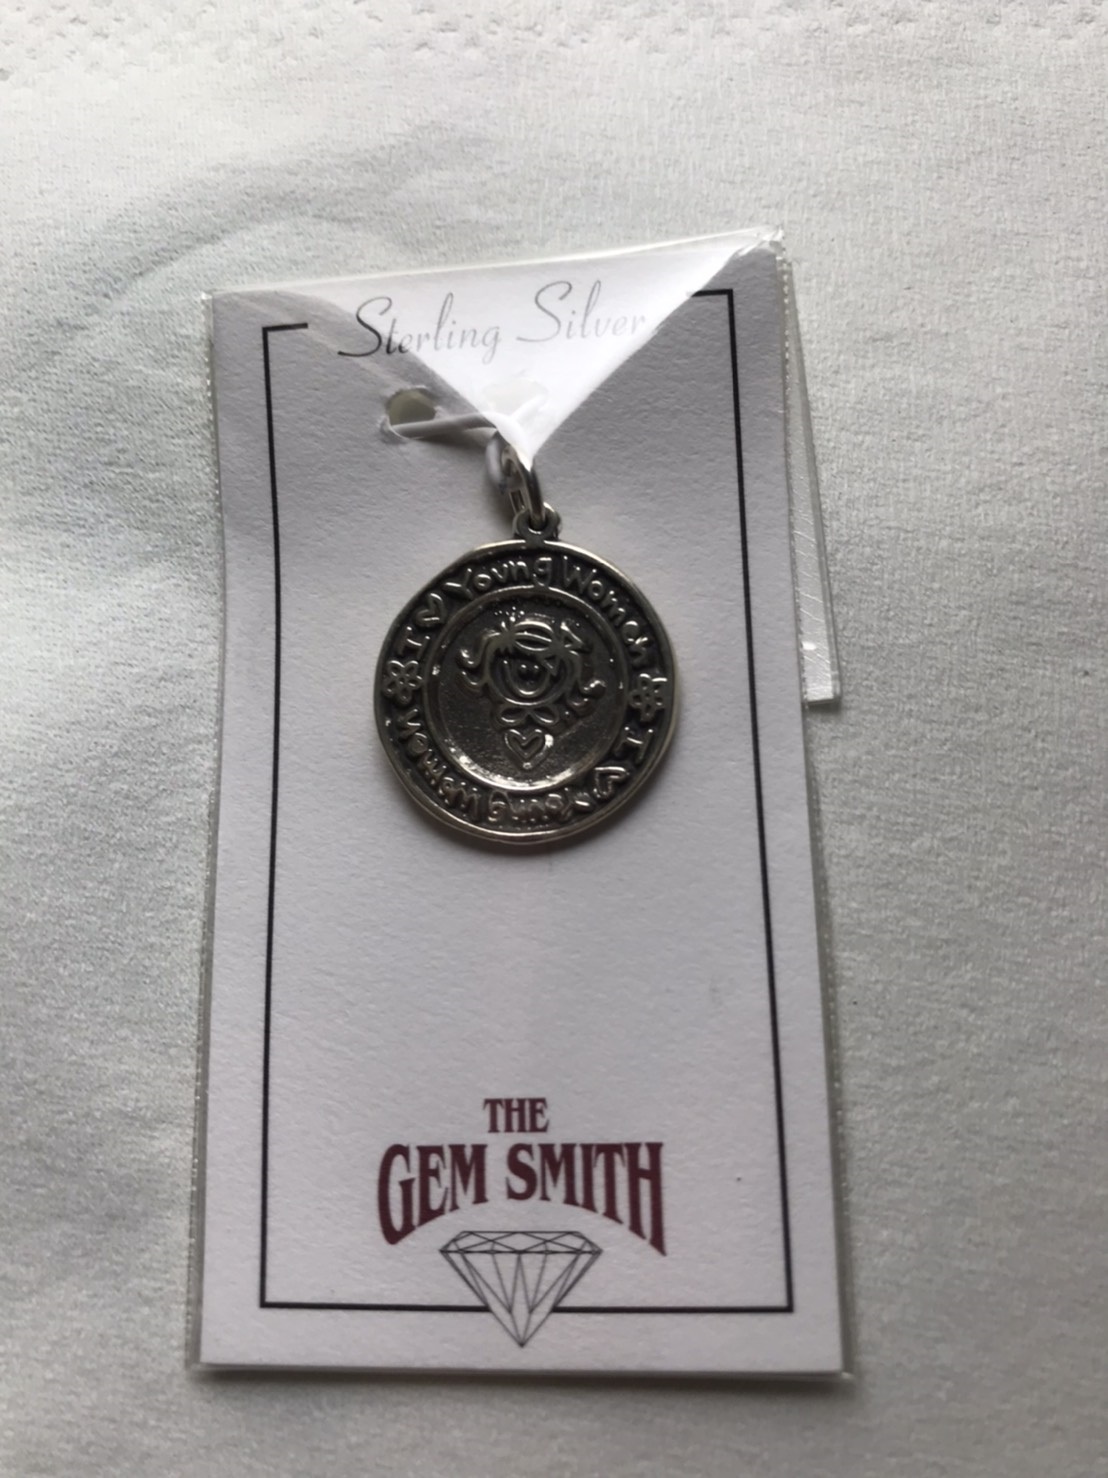 Sterling Silver
I ♡ Young Women
I ♡ Young Women
THE
GEM SMITH